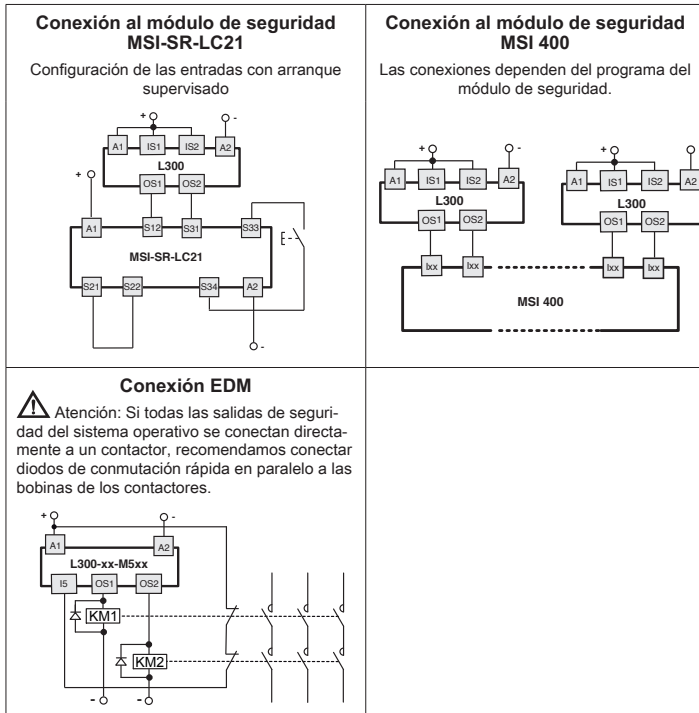 Conexión al módulo de seguridad
MSI-SR-LC21
Configuración de las entradas con arranque
supervisado
+ -
A1 IS1 IS2 A2
L300
+
OS1 OS2
A1 S12 S31 S33
MSI-SR-LC21
S21 S22 S34 A2
-
Conexión al módulo de seguridad
MSI 400
Las conexiones dependen del programa del
módulo de seguridad.
+ - +
A1 IS1 IS2 A2 A1 IS1 IS2 A2
L300 L300
OS1 OS2 OS1 OS2
Ixx Ixx Ixx Ixx
MSI 400
Conexión EDM
Atención: Si todas las salidas de seguri-
dad del sistema operativo se conectan directa-
mente a un contactor, recomendamos conectar
diodos de conmutación rápida en paralelo a las
bobinas de los contactores.
+ -
A1 A2
L300-xx-M5xx
I5 OS1 OS2
KM1
KM2
- -